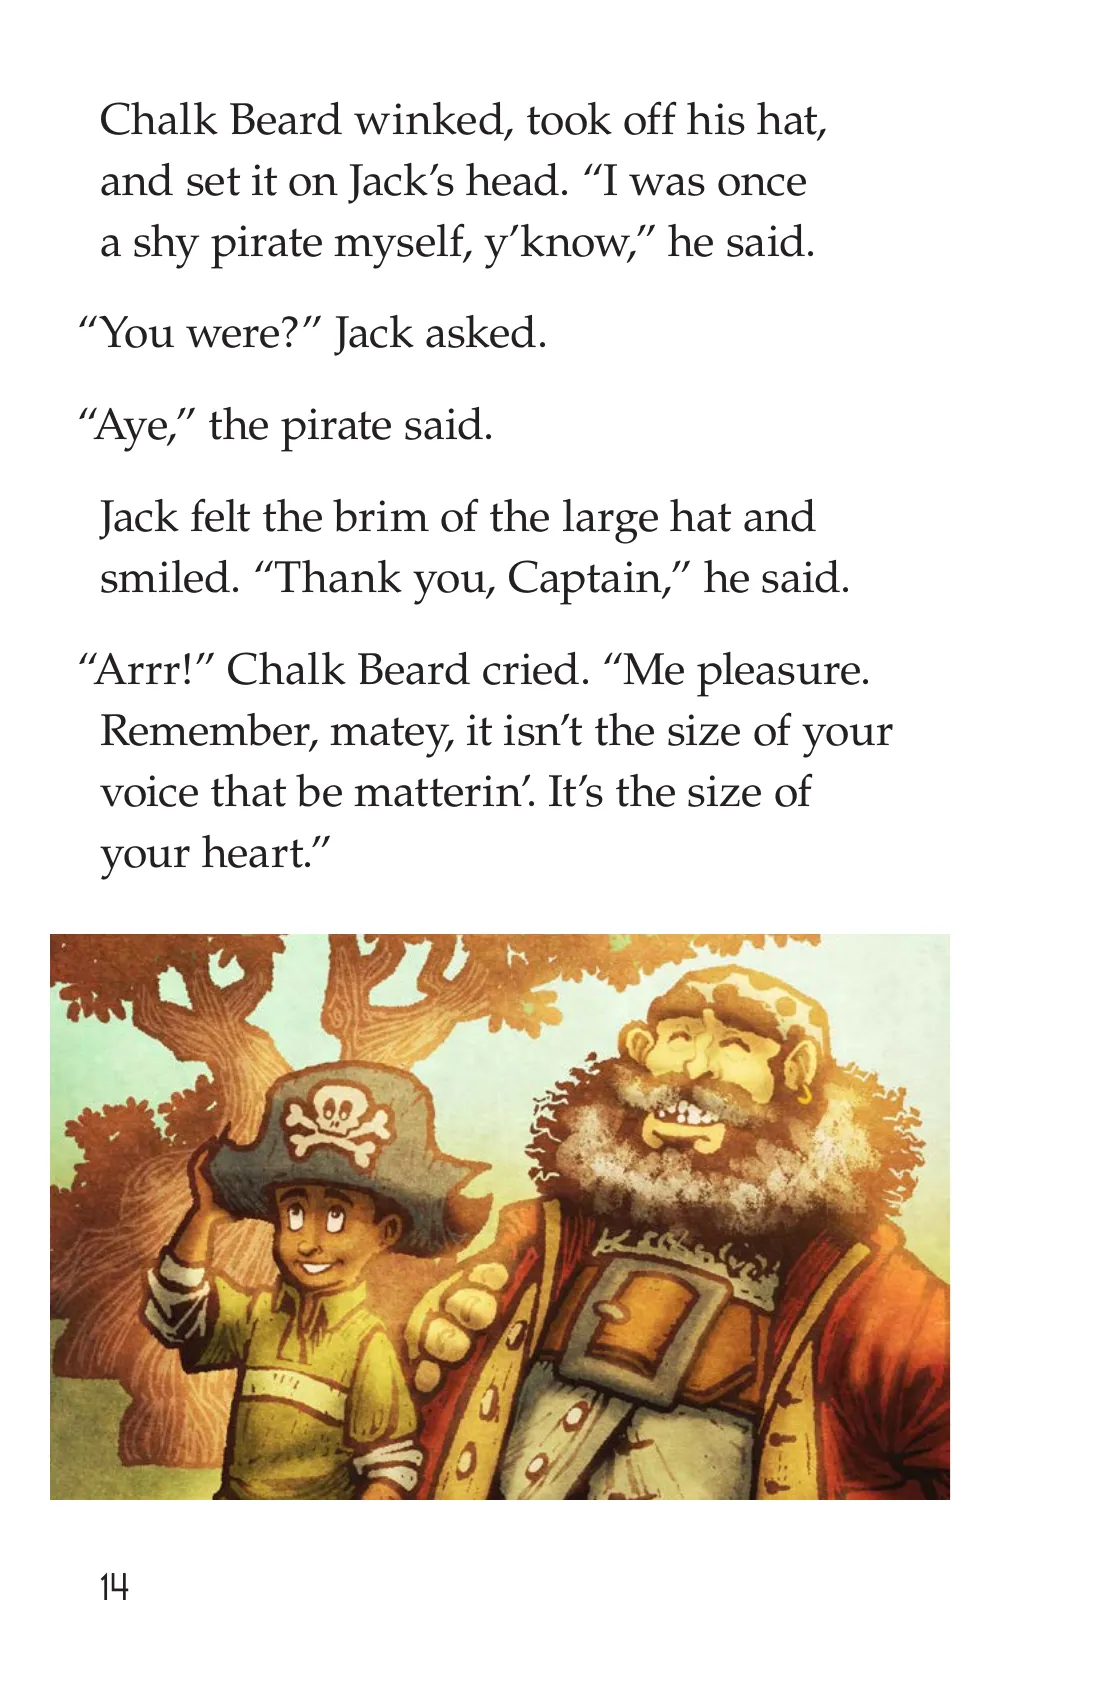 Chalk Beard winked, took off his hat,
and set it on Jack’s head. “I was once
a shy pirate myself, y’know,” he said.
“You were?” Jack asked.
“Aye,” the pirate said.
Jack felt the brim of the large hat and
smiled. “Thank you, Captain,” he said.
“Arrr!” Chalk Beard cried. “Me pleasure.
Remember, matey, it isn’t the size of your
voice that be matterin’. It’s the size of
your heart.”
14